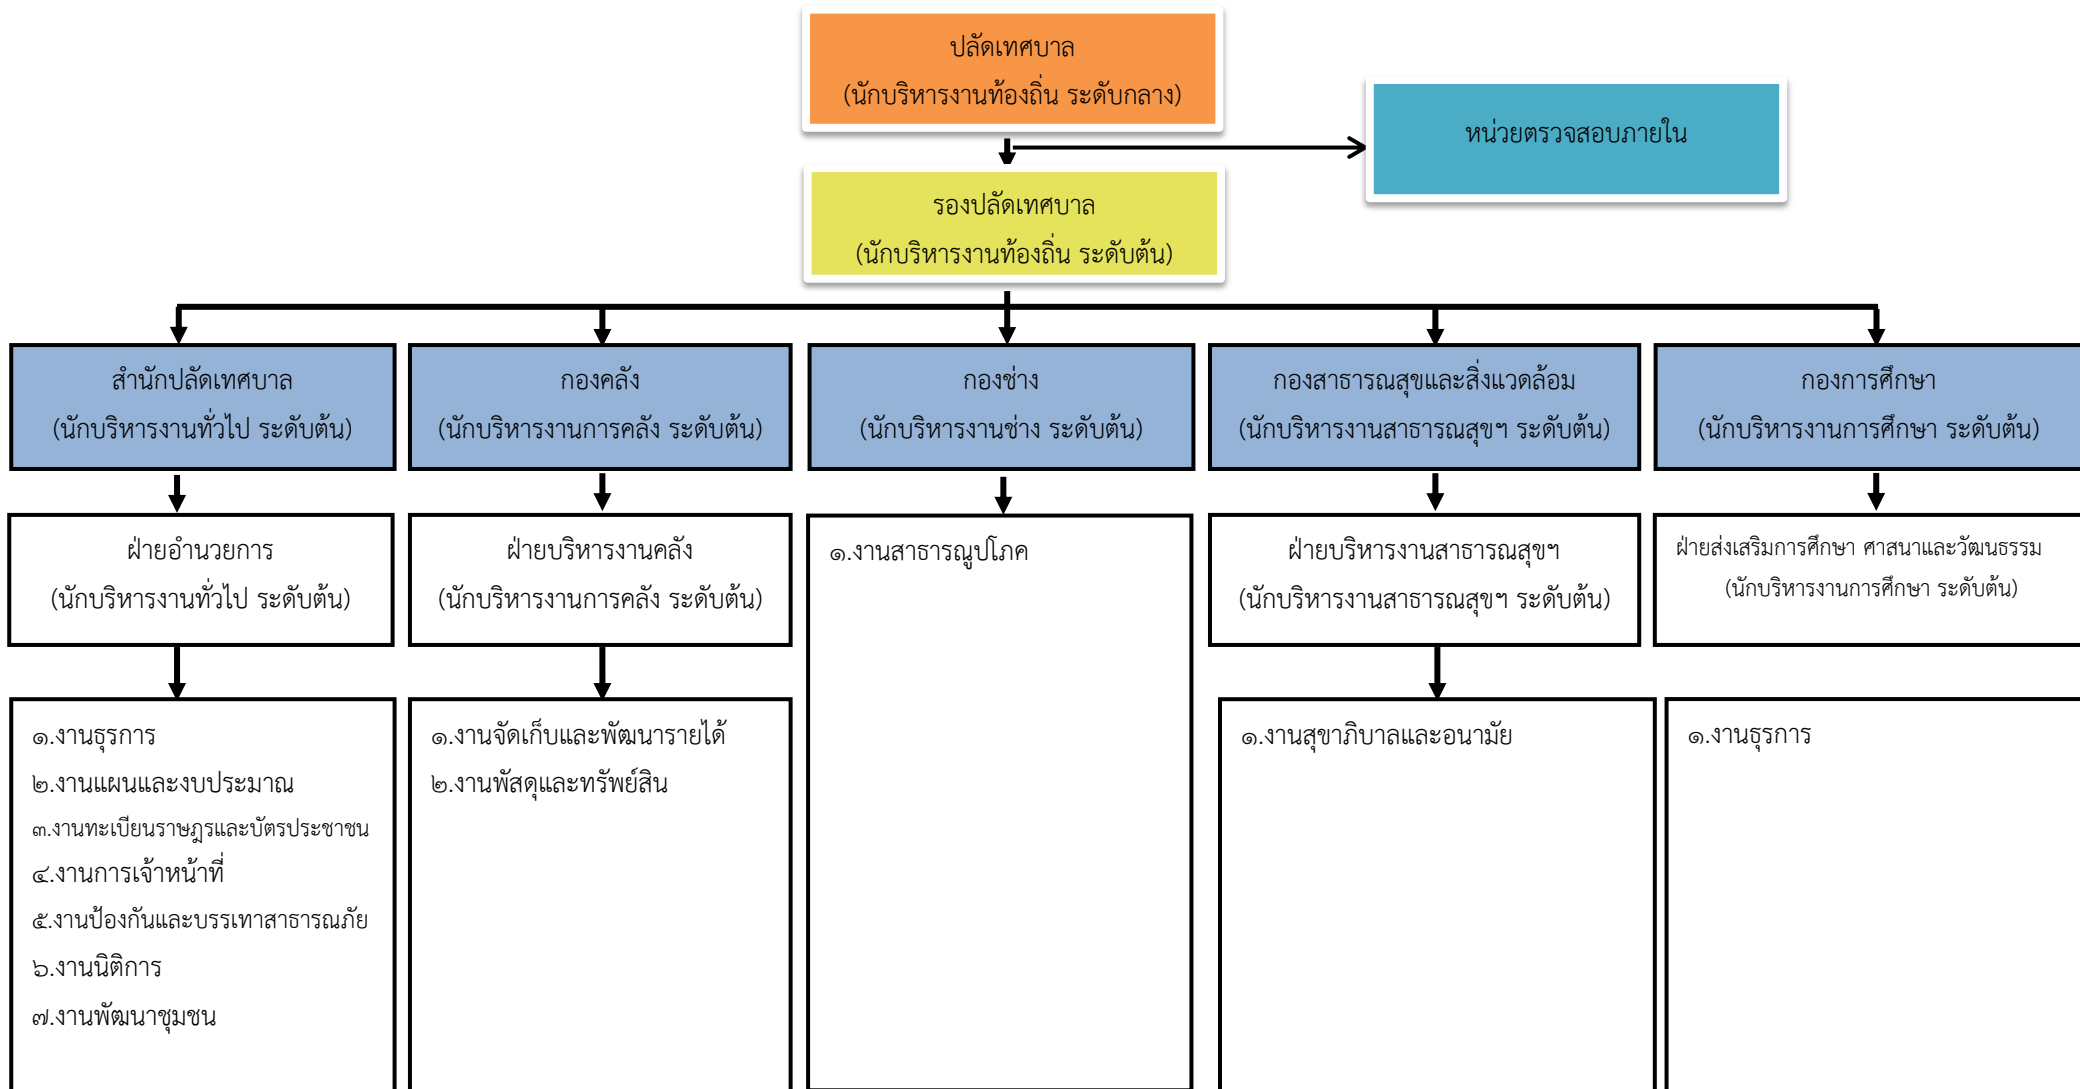 ปลัดเทศบาล
(นักบริหารงานท้องถิ่น ระดับกลาง)
หน่วยตรวจสอบภายใน
รองปลัดเทศบาล
(นักบริหารงานท้องถิ่น ระดับต้น)
สำนักปลัดเทศบาล
(นักบริหารงานทั่วไป ระดับต้น)
กองคลัง
(นักบริหารงานการคลัง ระดับต้น)
กองช่าง
(นักบริหารงานช่าง ระดับต้น)
กองสาธารณสุขและสิ่งแวดล้อม
(นักบริหารงานสาธารณสุขฯ ระดับต้น)
กองการศึกษา
(นักบริหารงานการศึกษา ระดับต้น)
ฝ่ายอำนวยการ
(นักบริหารงานทั่วไป ระดับต้น)
ฝ่ายบริหารงานคลัง
(นักบริหารงานการคลัง ระดับต้น)
๑.งานสาธารณูปโภค
ฝ่ายบริหารงานสาธารณสุขฯ
(นักบริหารงานสาธารณสุขฯ ระดับต้น)
ฝ่ายส่งเสริมการศึกษา ศาสนาและวัฒนธรรม
(นักบริหารงานการศึกษา ระดับต้น)
๑.งานธุรการ
๒.งานแผนและงบประมาณ
๓.งานทะเบียนราษฎรและบัตรประชาชน
๔.งานการเจ้าหน้าที่
๕.งานป้องกันและบรรเทาสาธารณภัย
๖.งานนิติการ
๗.งานพัฒนาชุมชน
๑.งานจัดเก็บและพัฒนารายได้
๒.งานพัสดุและทรัพย์สิน
๑.งานสุขาภิบาลและอนามัย
๑.งานธุรการ